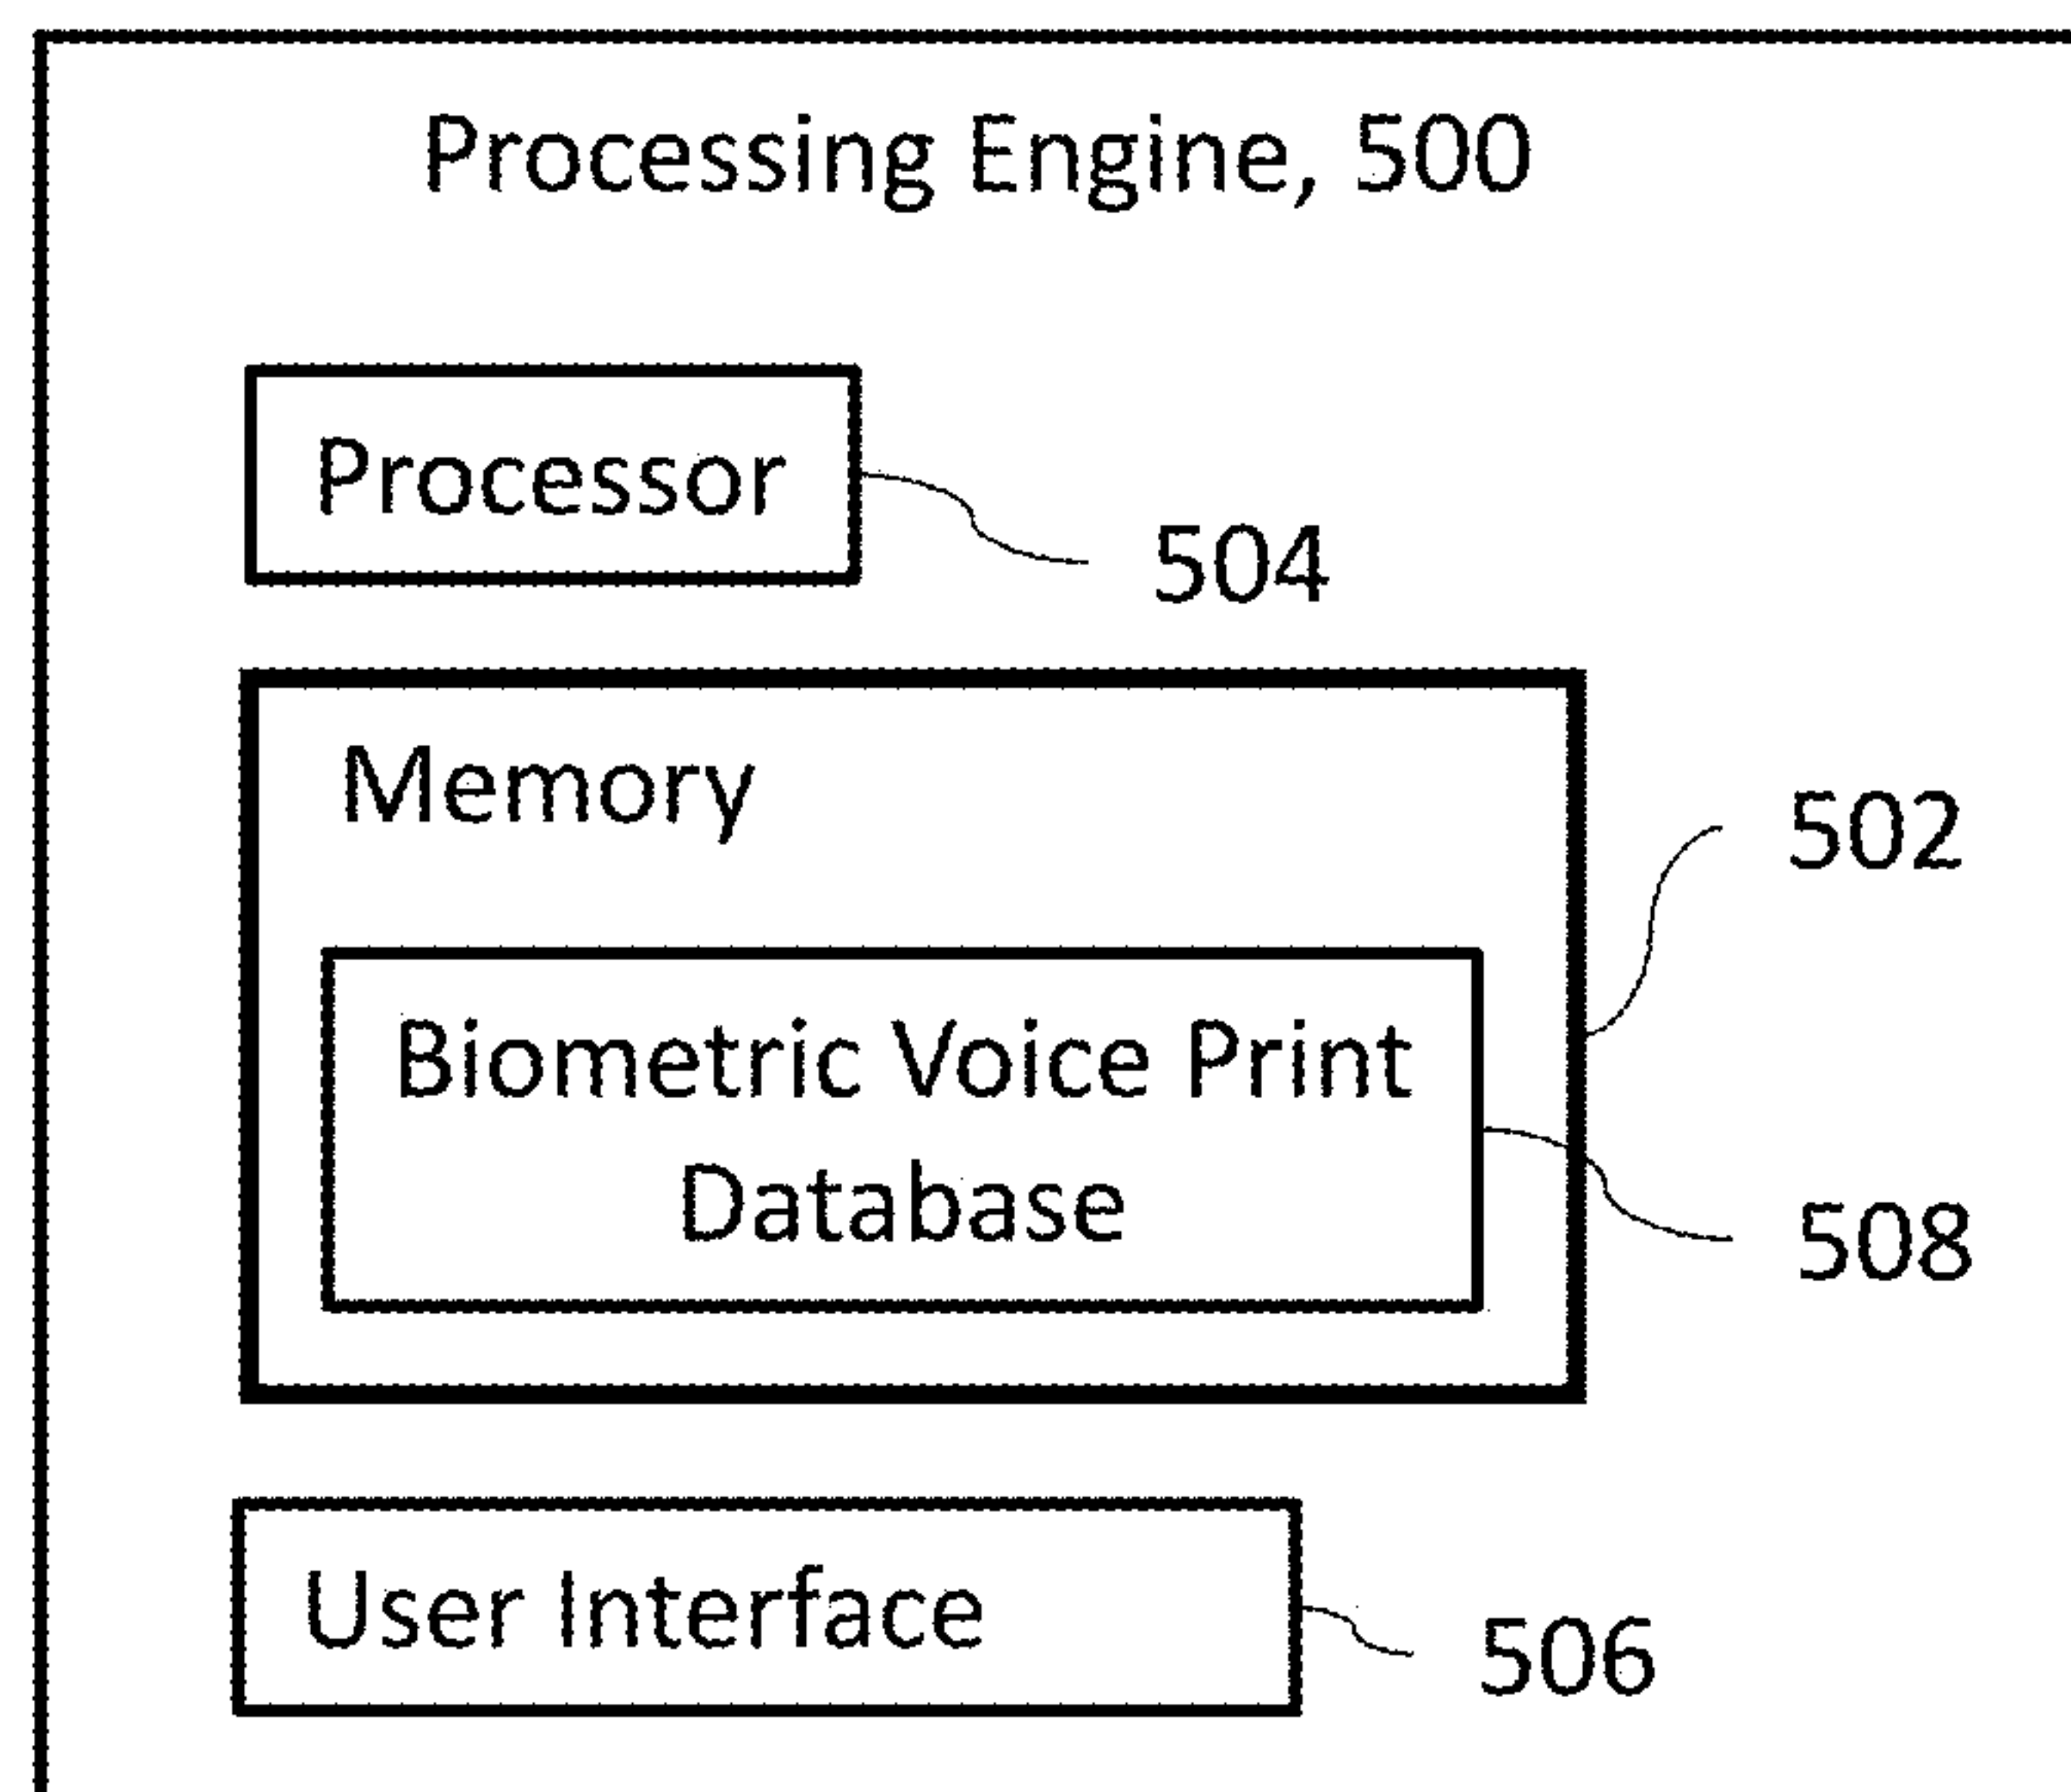 Processing Engine, 500
Processor
504
Memory
502
Biometric Voice Print
Database
508
User Interface
506